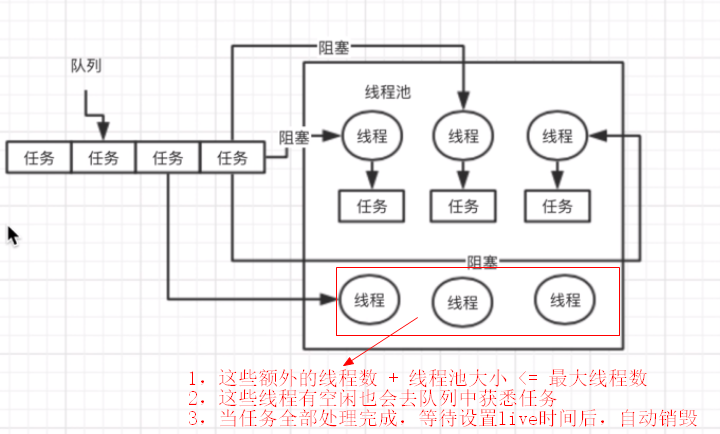 阻塞
队列
线程池
阻塞
线程 线程 线程
任务 任务 任务 任务
任务 任务 任务
阻塞
线程 线程 线程
1，这些额外的线程数 + 线程池大小 <= 最大线程数
2，这些线程有空闲也会去队列中获悉任务
3，当任务全部处理完成，等待设置live时间后，自动销毁